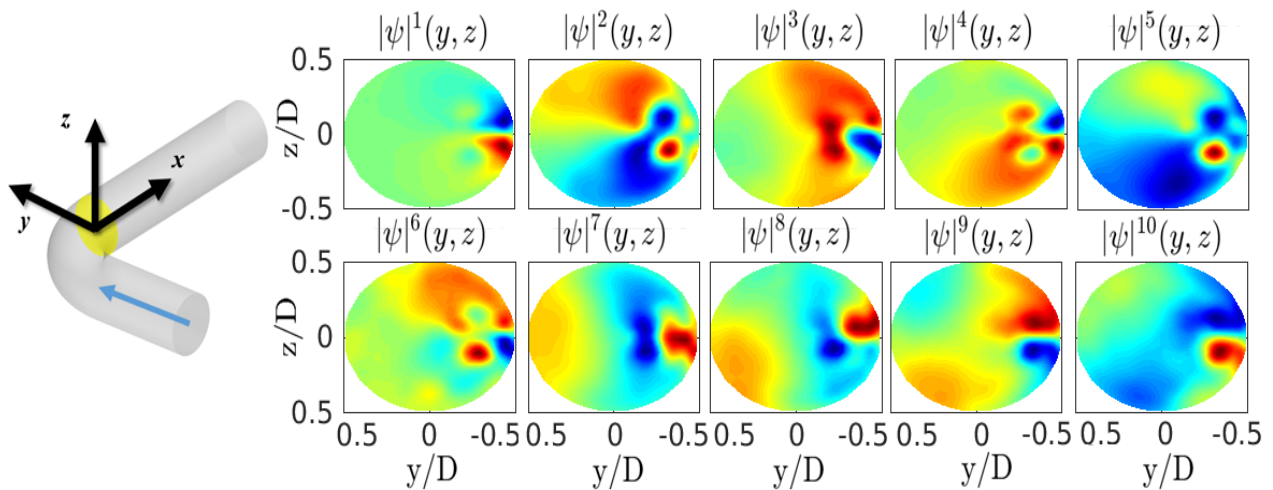 |ψ|¹(y, z) |ψ|²(y, z) |ψ|³(y, z) |ψ|⁴(y, z) |ψ|⁵(y, z)
0.5
z/D
0
-0.5
z
x
y
|ψ|⁶(y, z) |ψ|⁷(y, z) |ψ|⁸(y, z) |ψ|⁹(y, z) |ψ|¹⁰(y, z)
0.5
z/D
0
0.5
0.5 0 -0.5 0.5 0 -0.5 0.5 0 -0.5 0.5 0 -0.5 0.5 0 -0.5
y/D y/D y/D y/D y/D